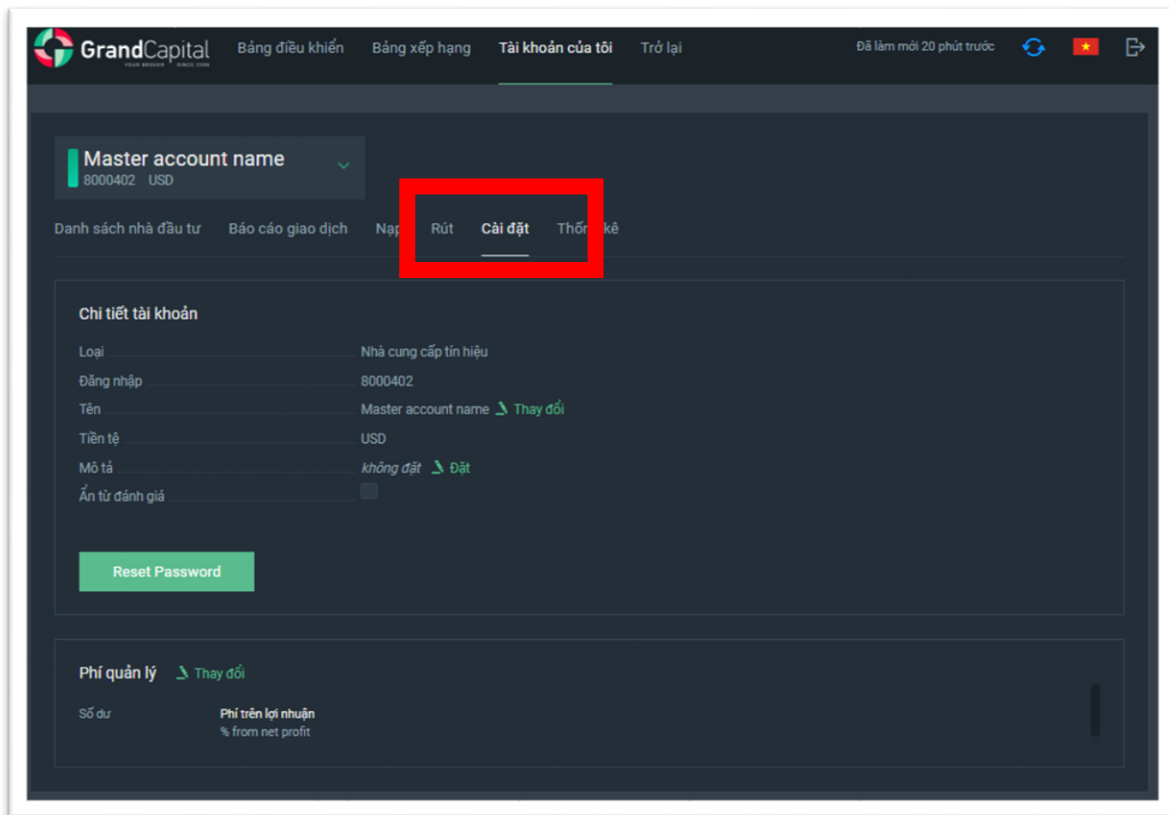 GrandCapital Bảng điều khiển Bảng xếp hạng Tài khoản của tôi Trở lại Đã làm mới 20 phút trước
YOUR BROKER SINCE 2006
Master account name
8000402 USD
Danh sách nhà đầu tư Báo cáo giao dịch Rút Cài đặt
Chi tiết tài khoản
Loại Nhà cung cấp tín hiệu
Đăng nhập 8000402
Tên Master account name Thay đổi
Tiền tệ USD
Mô tả không đặt Đặt
Ẩn từ đánh giá
Reset Password
Phí quản lý Thay đổi
Số dư Phí trên lợi nhuận
% from net profit